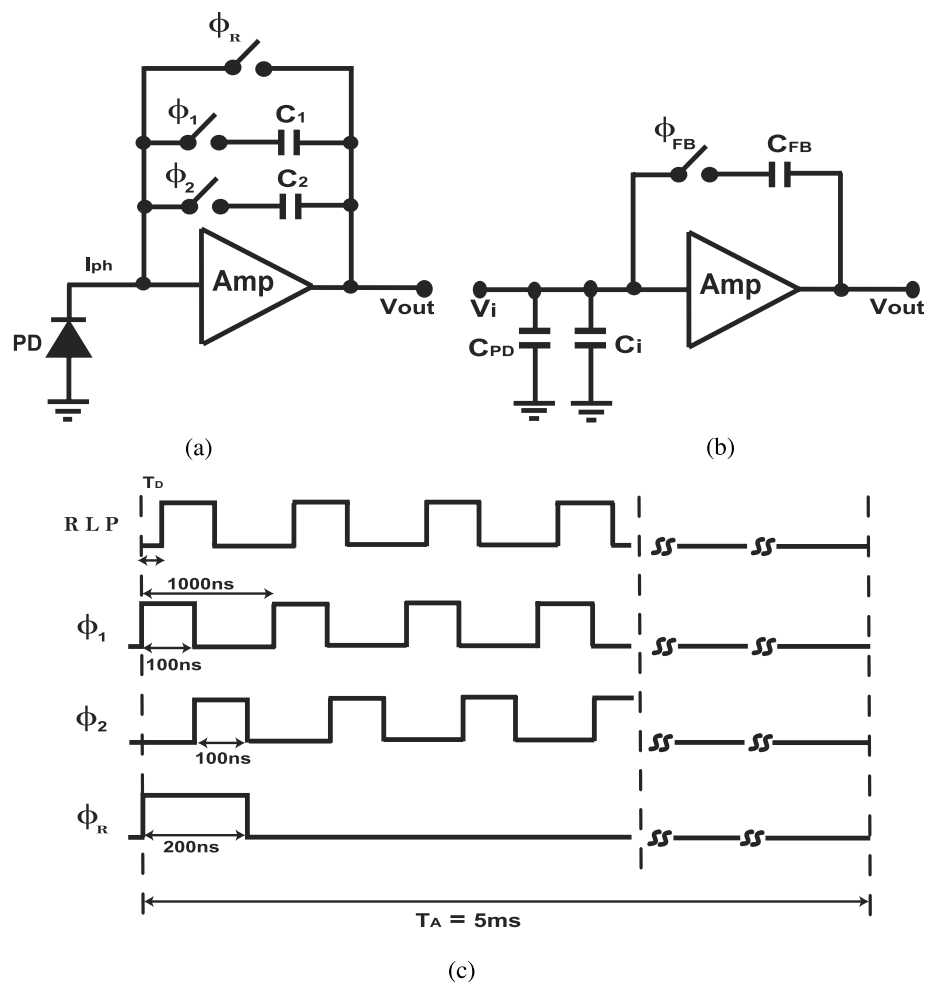 ϕR
ϕ1 C1
ϕ2 C2
Iph
Amp
Vout
PD
(a)
ϕFB CFB
Vi
Amp
Vout
CPD Ci
(b)
TD
RLP
1000ns
ϕ1
100ns
ϕ2
100ns
ϕR
200ns
TA = 5ms
(c)